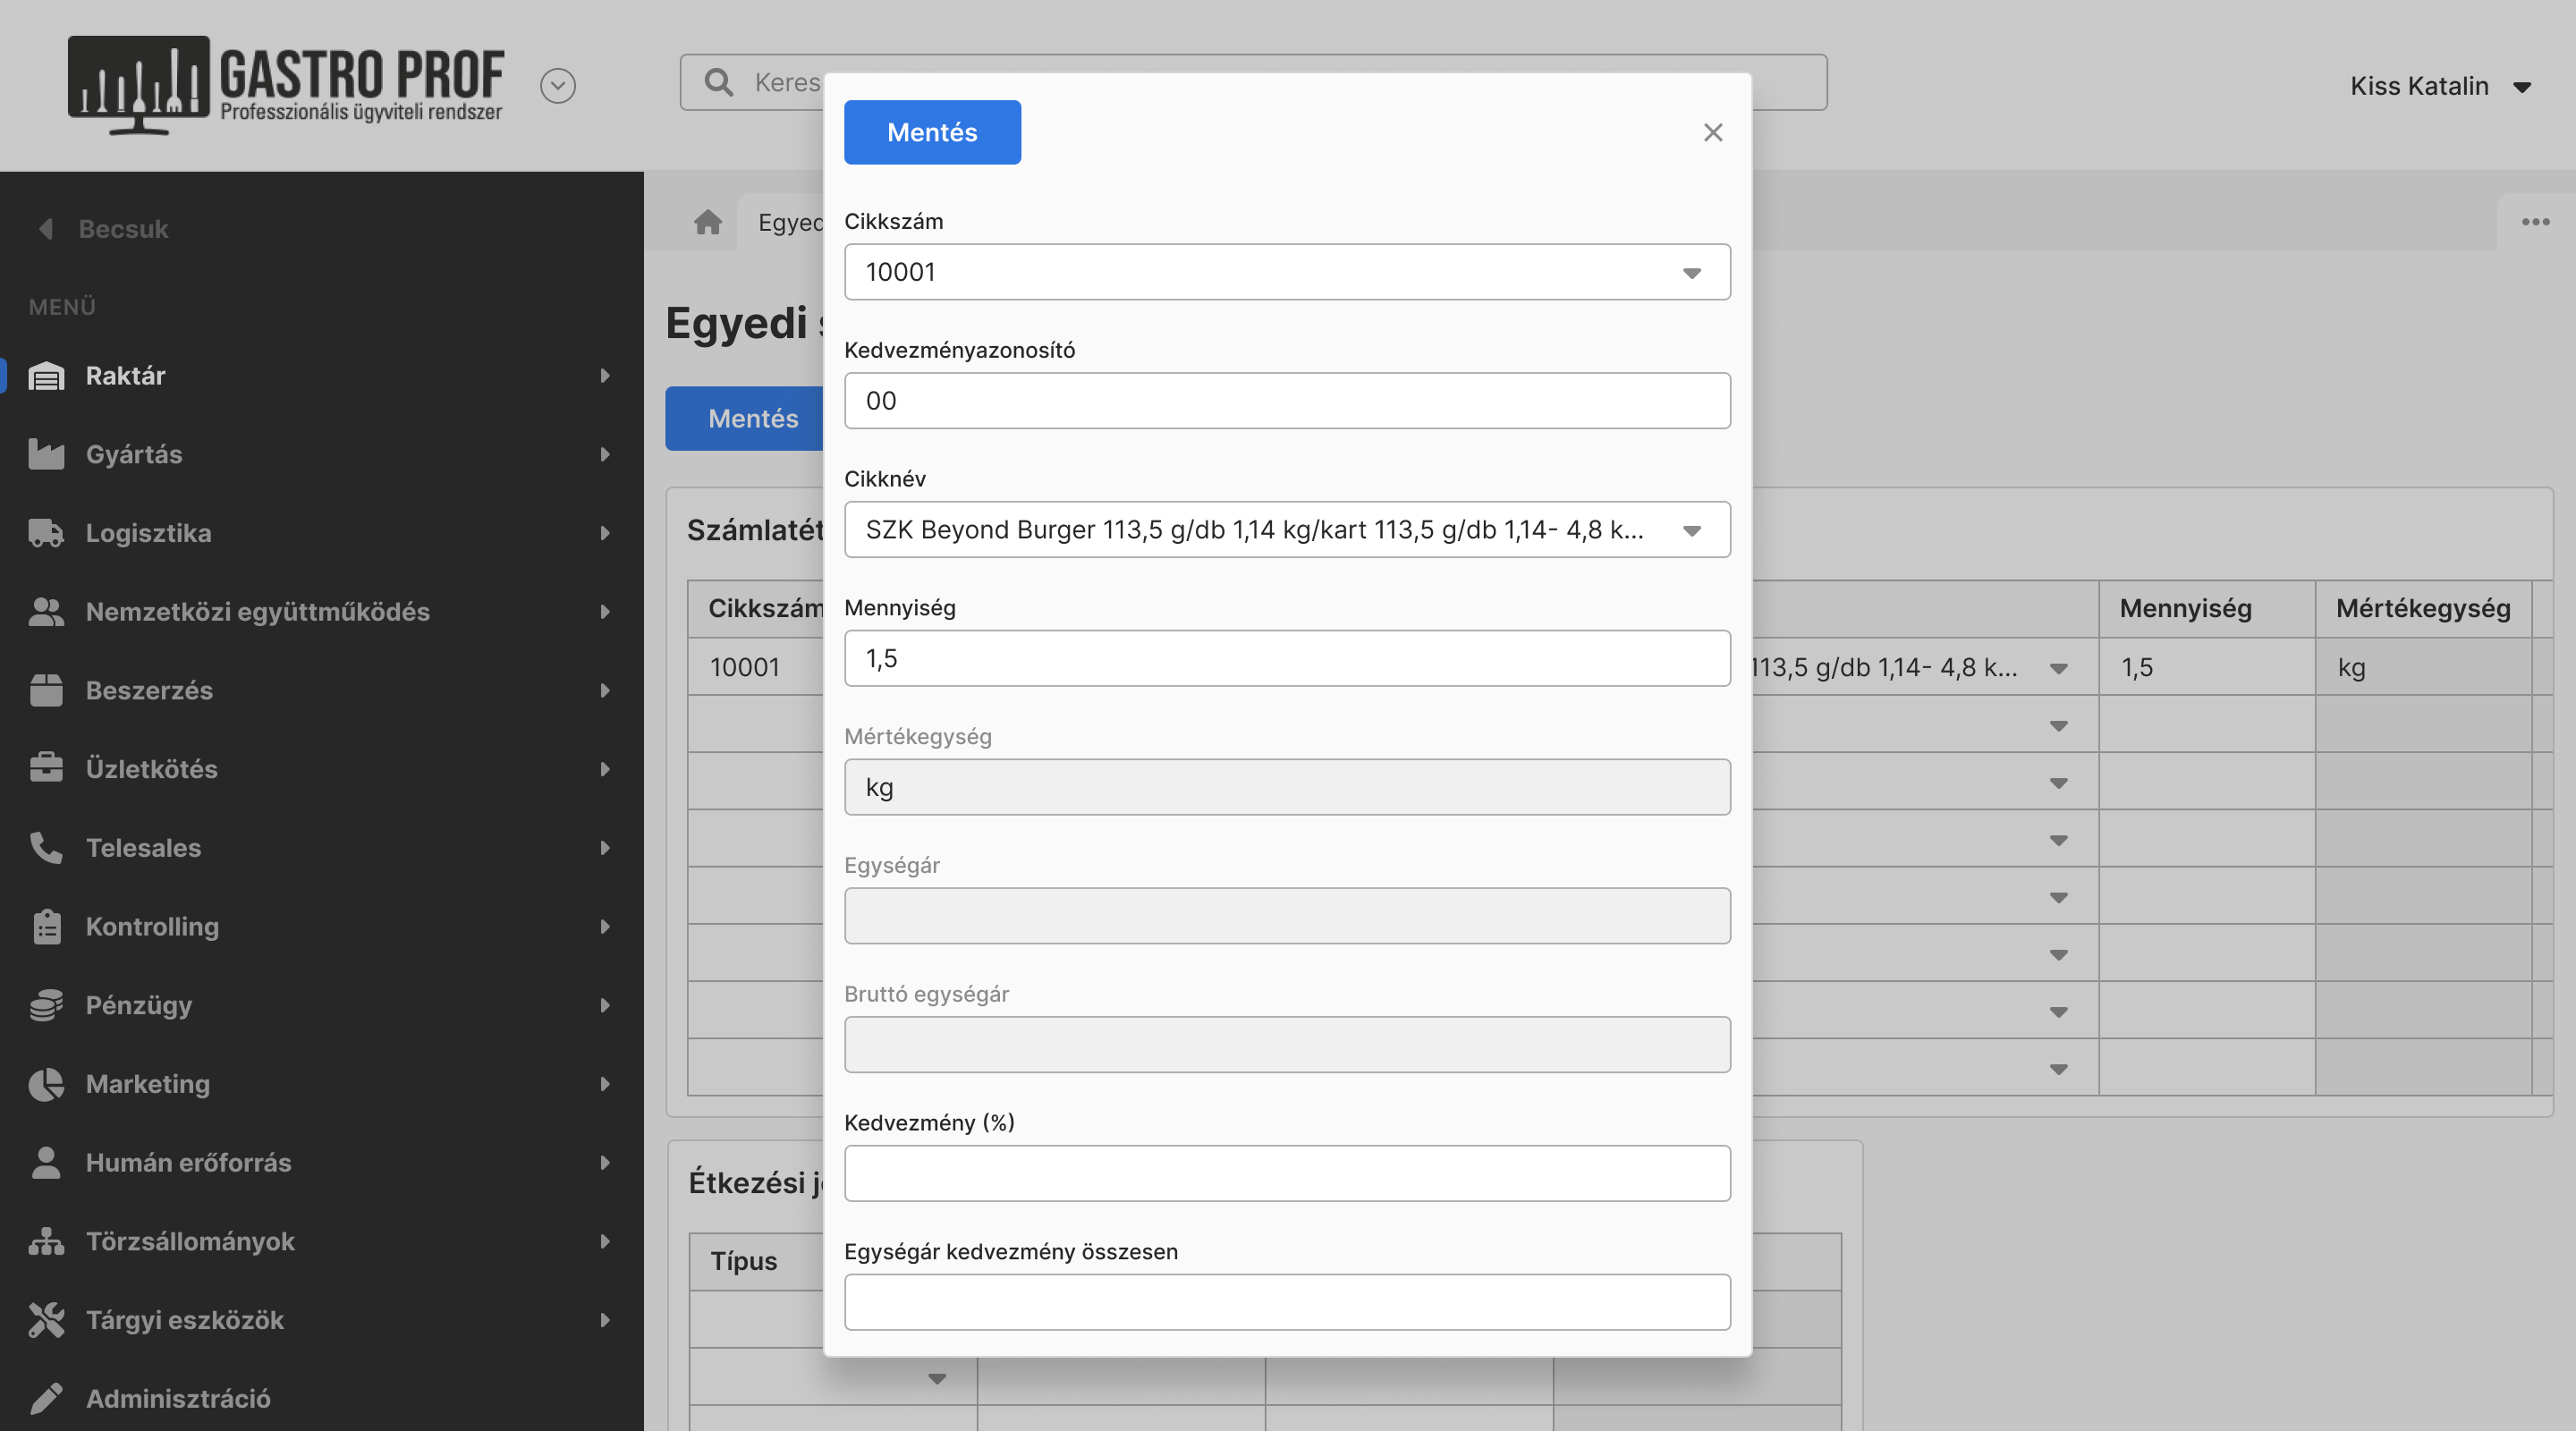 GASTRO PROF
Professzionális ügyviteli rendszer
Keres
Kiss Katalin
Becsuk
MENÜ
Raktár
Gyártás
Logisztika
Nemzetközi együttműködés
Beszerzés
Üzletkötés
Telesales
Kontrolling
Pénzügy
Marketing
Humán erőforrás
Törzsállományok
Tárgyi eszközök
Adminisztráció
Egyed
Egyedi
Mentés
Számlatét
Cikkszám
Mennyiség
Mértékegység
10001
113,5 g/db 1,14- 4,8 k...
1,5
kg
Étkezési j
Típus
Mentés
Cikkszám
10001
Kedvezményazonosító
00
Cikknév
SZK Beyond Burger 113,5 g/db 1,14 kg/kart 113,5 g/db 1,14- 4,8 k...
Mennyiség
1,5
Mértékegység
kg
Egységár
Bruttó egységár
Kedvezmény (%)
Egységár kedvezmény összesen